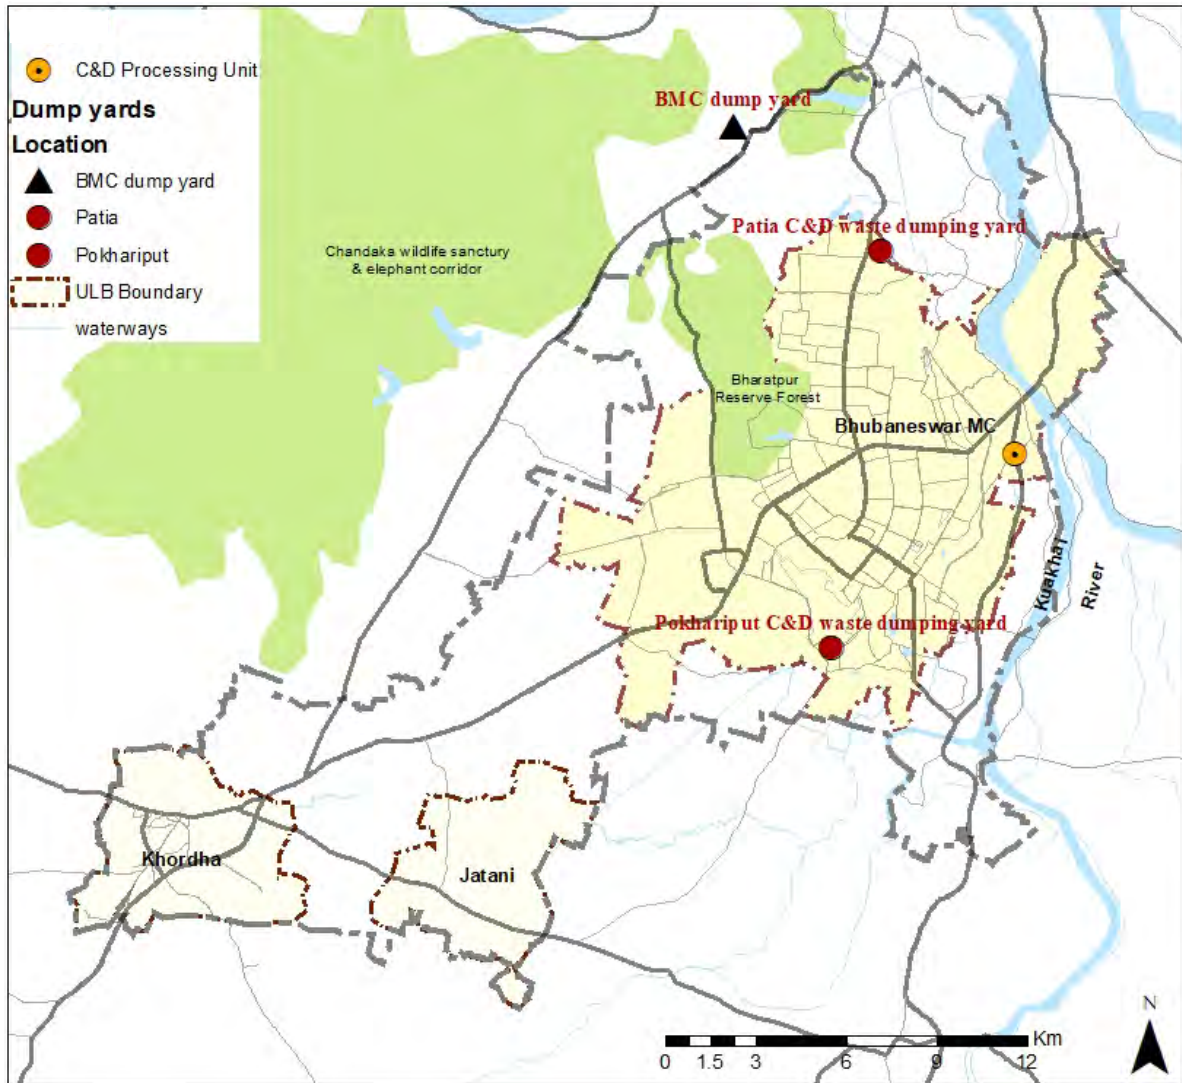 C&D Processing Unit
Dump yards
Location
BMC dump yard
Patia
Pokhariput
ULB Boundary
waterways
BMC dump yard
Patia C&D waste dumping yard
Chandaka wildlife sanctury
& elephant corridor
Bharatpur
Reserve Forest
Bhubaneswar MC
Kuakhai
River
Pokhariput C&D waste dumping yard
Khordha
Jatani
N
Km
0 1.5 3 6 9 12